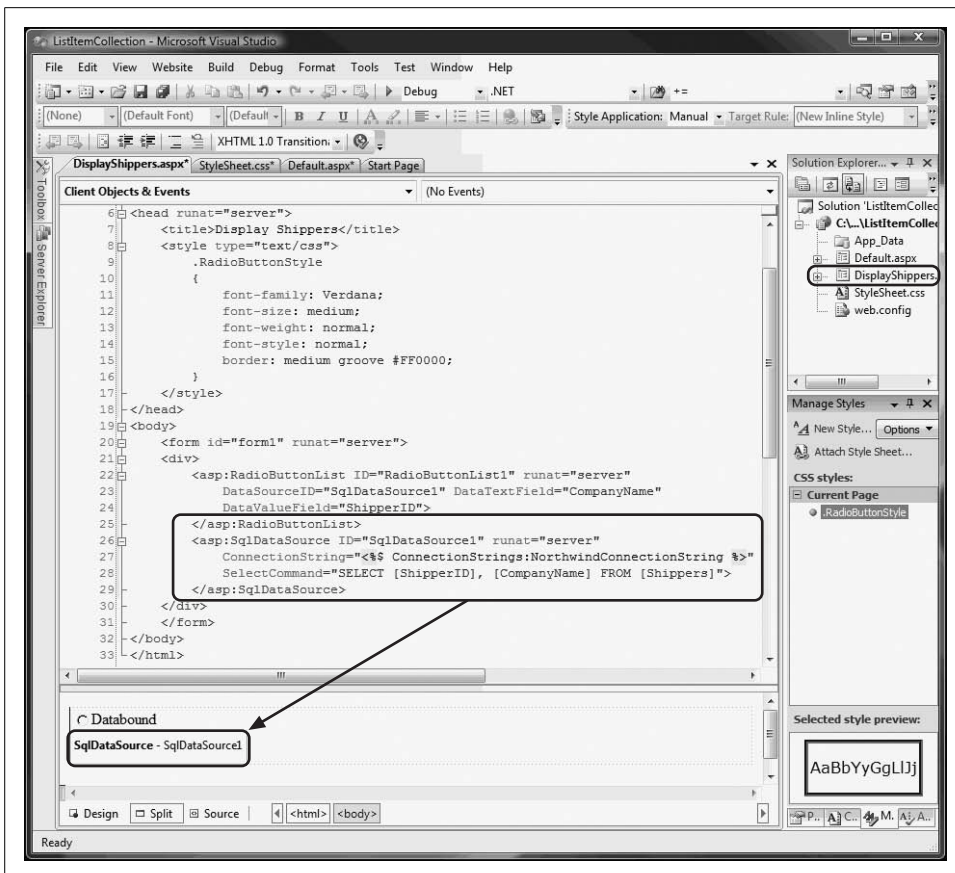 ListItemCollection - Microsoft Visual Studio
File Edit View Website Build Debug Format Tools Test Window Help
Debug .NET +=
(None) (Default Font) (Default B I U A Style Application: Manual Target Rule: (New Inline Style)
XHTML 1.0 Transition:
Toolbox
Server Explorer
DisplayShippers.aspx* StyleSheet.css* Default.aspx* Start Page
Client Objects & Events (No Events)
6 <head runat="server">
7 <title>Display Shippers</title>
8 <style type="text/css">
9 .RadioButtonStyle
10 {
11 font-family: Verdana;
12 font-size: medium;
13 font-weight: normal;
14 font-style: normal;
15 border: medium groove #FF0000;
16 }
17 </style>
18 </head>
19 <body>
20 <form id="form1" runat="server">
21 <div>
22 <asp:RadioButtonList ID="RadioButtonList1" runat="server"
23 DataSourceID="SqlDataSource1" DataTextField="CompanyName"
24 DataValueField="ShipperID">
25 </asp:RadioButtonList>
26 <asp:SqlDataSource ID="SqlDataSource1" runat="server"
27 ConnectionString="<%$ ConnectionStrings:NorthwindConnectionString %>"
28 SelectCommand="SELECT [ShipperID], [CompanyName] FROM [Shippers]">
29 </asp:SqlDataSource>
30 </div>
31 </form>
32 </body>
33 </html>
Databound
SqlDataSource - SqlDataSource1
Design Split Source <html> <body>
Ready
Solution Explorer...
Solution 'ListItemCollec
C:\...\ListItemCollec
App_Data
Default.aspx
DisplayShippers.
StyleSheet.css
web.config
Manage Styles
New Style... Options
Attach Style Sheet...
CSS styles:
Current Page
.RadioButtonStyle
Selected style preview:
AaBbYyGgLlJj
P.. C.. M. A..